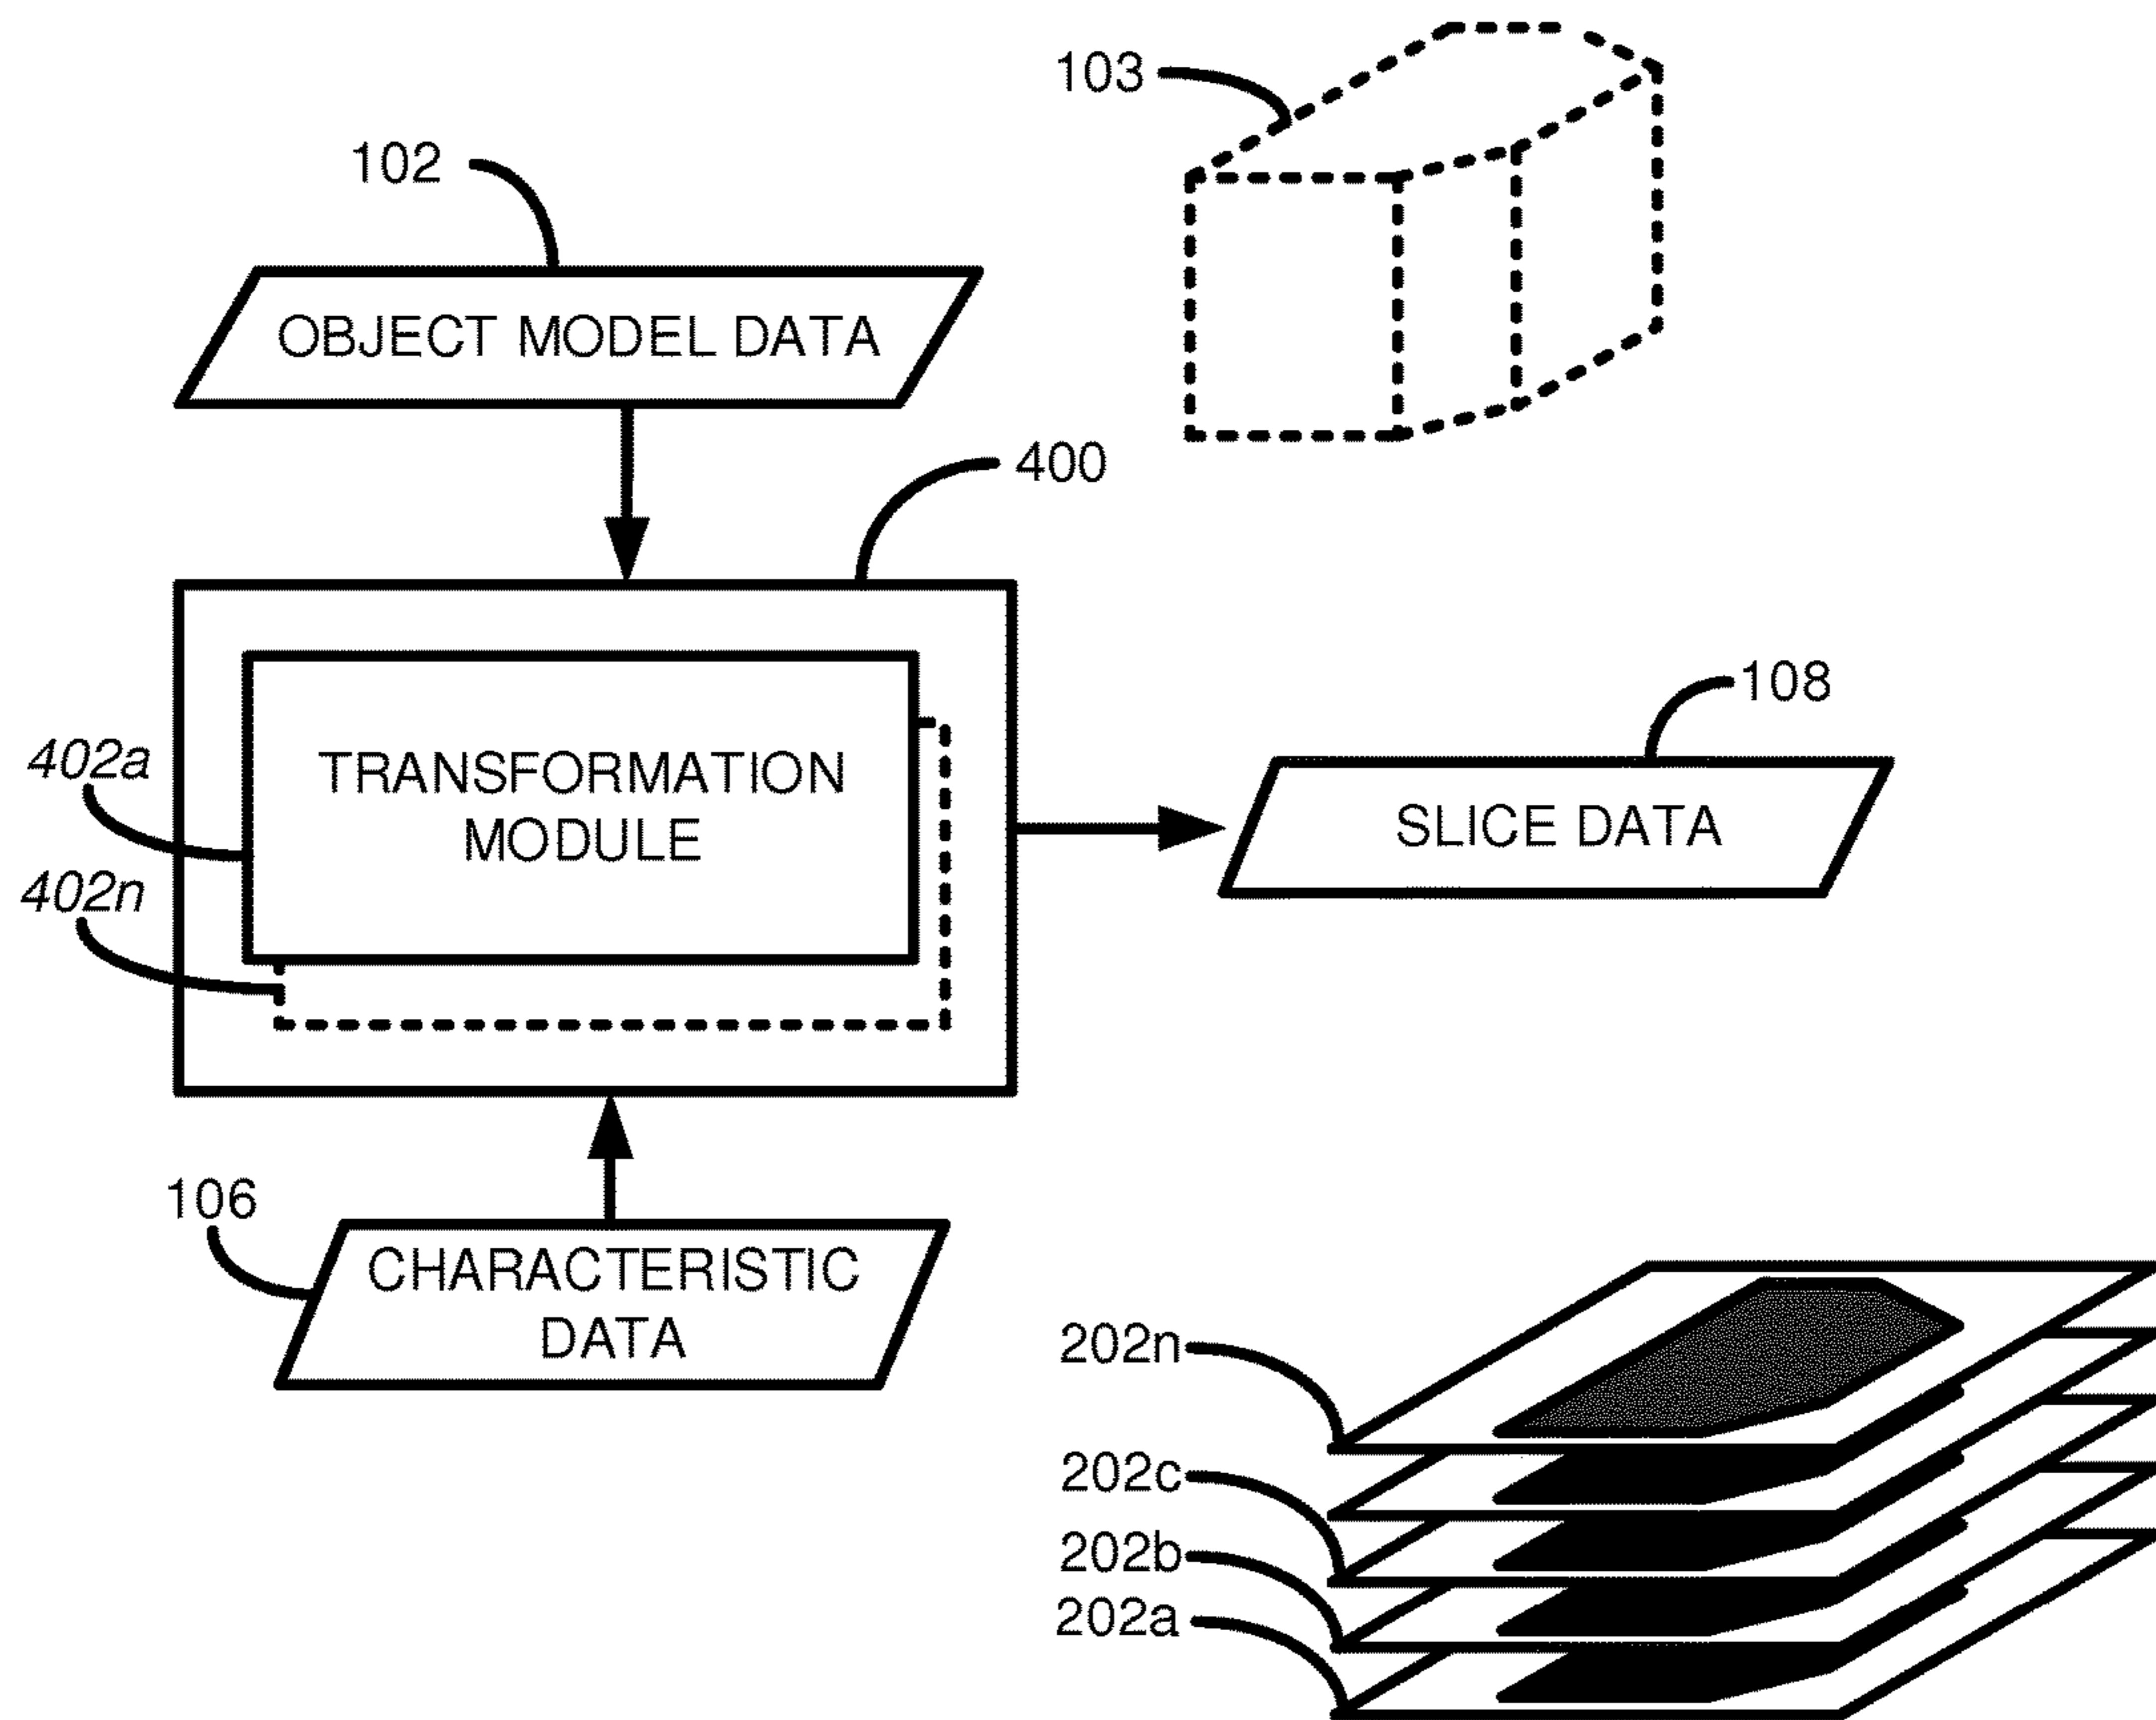 103
102
OBJECT MODEL DATA
400
108
402a
TRANSFORMATION
MODULE
SLICE DATA
402n
106
CHARACTERISTIC
DATA
202n
202c
202b
202a